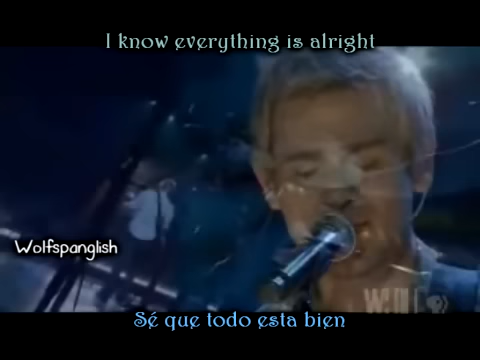 I know everything is alright
Wolfspanglish
Sé que todo esta bien